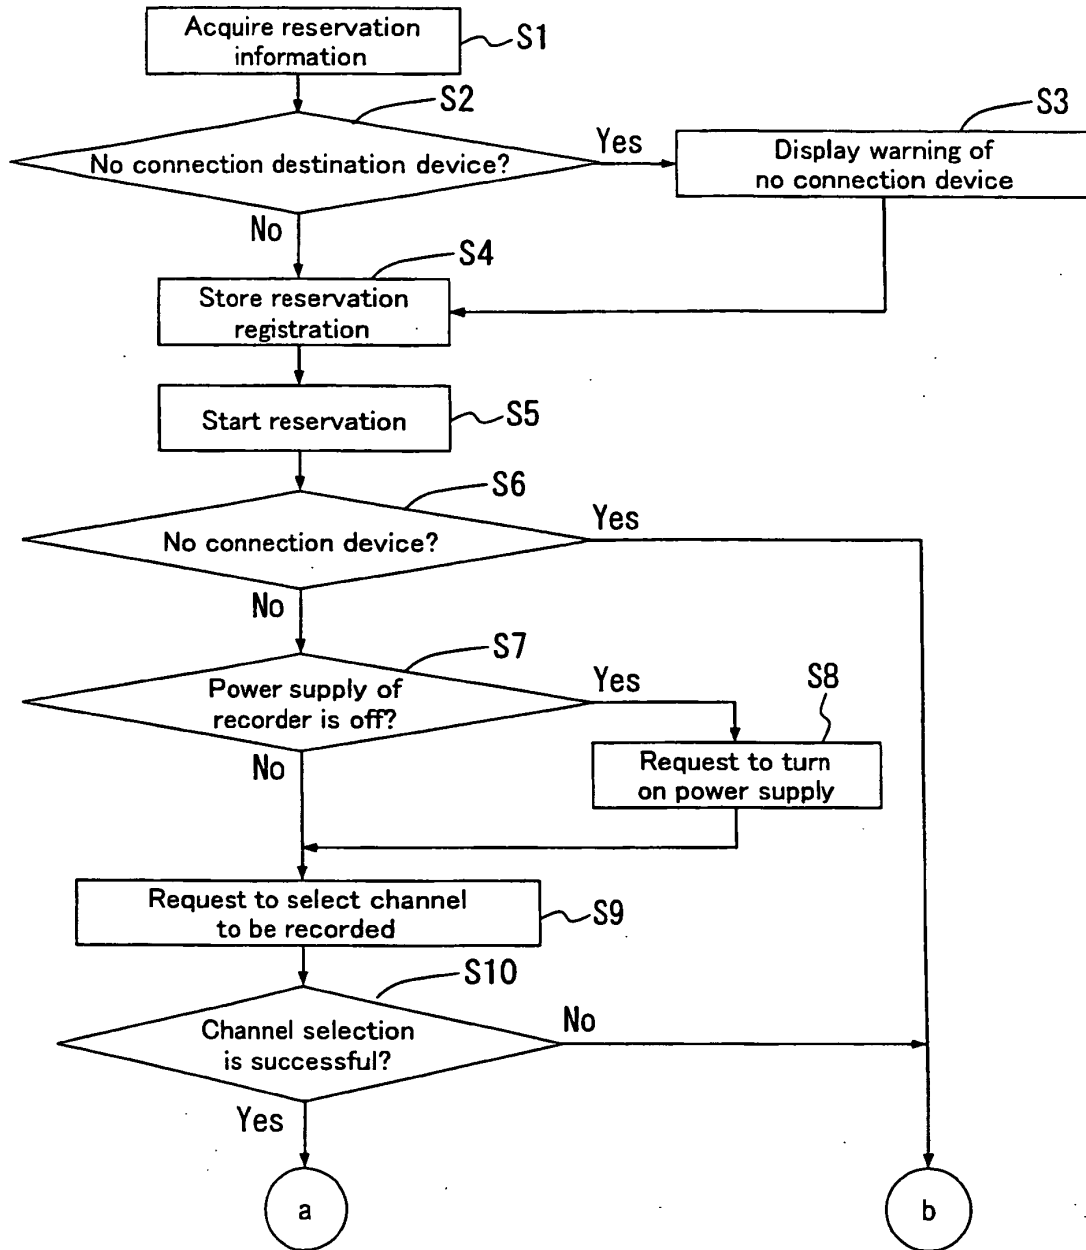 Acquire reservation
information
S1
S2
No connection destination device?
Yes
S3
Display warning of
no connection device
No
S4
Store reservation
registration
Start reservation
S5
S6
No connection device?
Yes
No
S7
Power supply of
recorder is off?
Yes
S8
Request to turn
on power supply
No
Request to select channel
to be recorded
S9
S10
Channel selection
is successful?
No
Yes
a
b